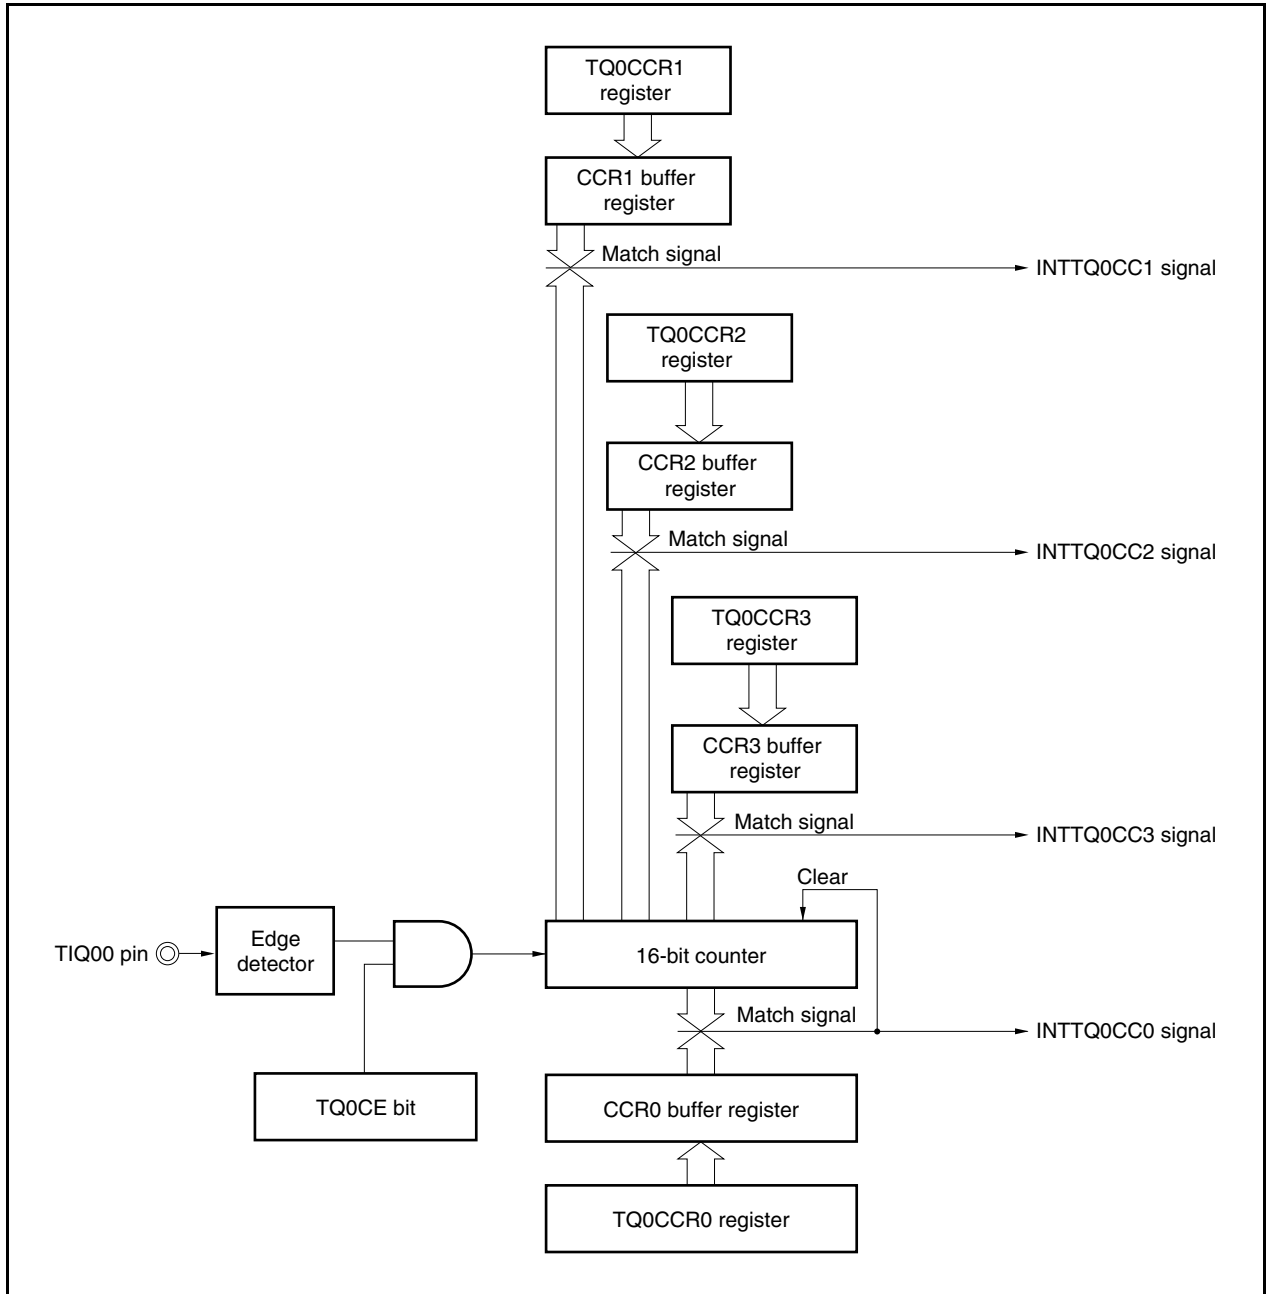 TQ0CCR1
register
CCR1 buffer
register
Match signal
INTTQ0CC1 signal
TQ0CCR2
register
CCR2 buffer
register
Match signal
INTTQ0CC2 signal
TQ0CCR3
register
CCR3 buffer
register
Match signal
INTTQ0CC3 signal
Clear
TIQ00 pin
Edge
detector
16-bit counter
Match signal
INTTQ0CC0 signal
TQ0CE bit
CCR0 buffer register
TQ0CCR0 register